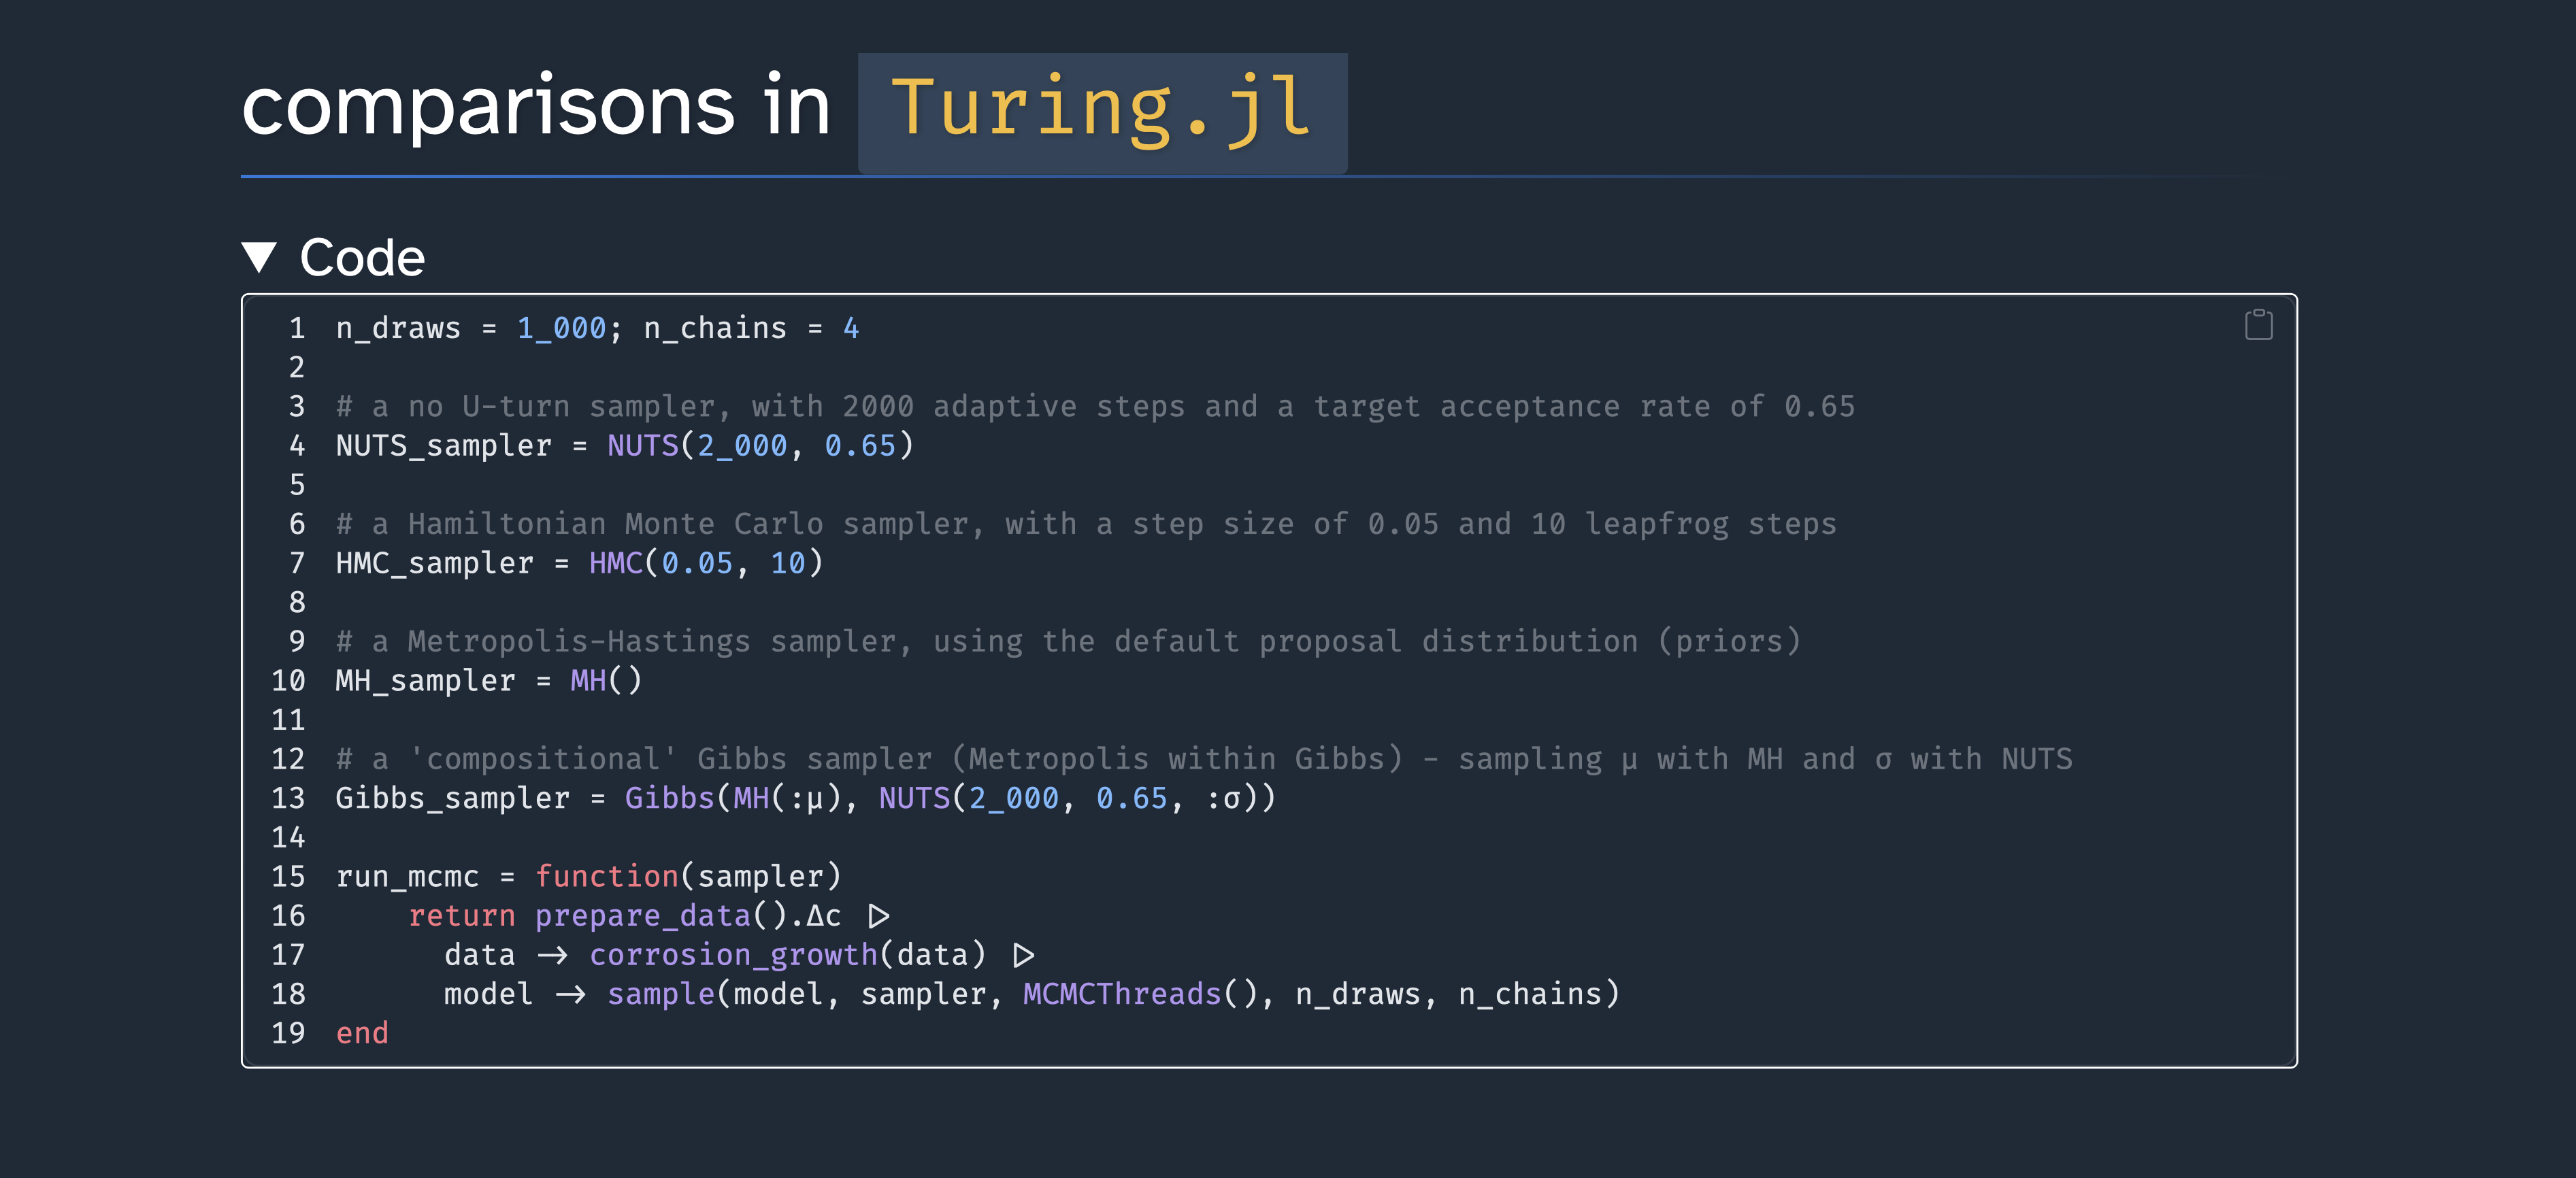 comparisons in Turing.jl
▼ Code
1 n_draws = 1_000; n_chains = 4
2
3 # a no U-turn sampler, with 2000 adaptive steps and a target acceptance rate of 0.65
4 NUTS_sampler = NUTS(2_000, 0.65)
5
6 # a Hamiltonian Monte Carlo sampler, with a step size of 0.05 and 10 leapfrog steps
7 HMC_sampler = HMC(0.05, 10)
8
9 # a Metropolis-Hastings sampler, using the default proposal distribution (priors)
10 MH_sampler = MH()
11
12 # a 'compositional' Gibbs sampler (Metropolis within Gibbs) - sampling μ with MH and σ with NUTS
13 Gibbs_sampler = Gibbs(MH(:μ), NUTS(2_000, 0.65, :σ))
14
15 run_mcmc = function(sampler)
16 return prepare_data().Δc ▷
17 data → corrosion_growth(data) ▷
18 model → sample(model, sampler, MCMCThreads(), n_draws, n_chains)
19 end